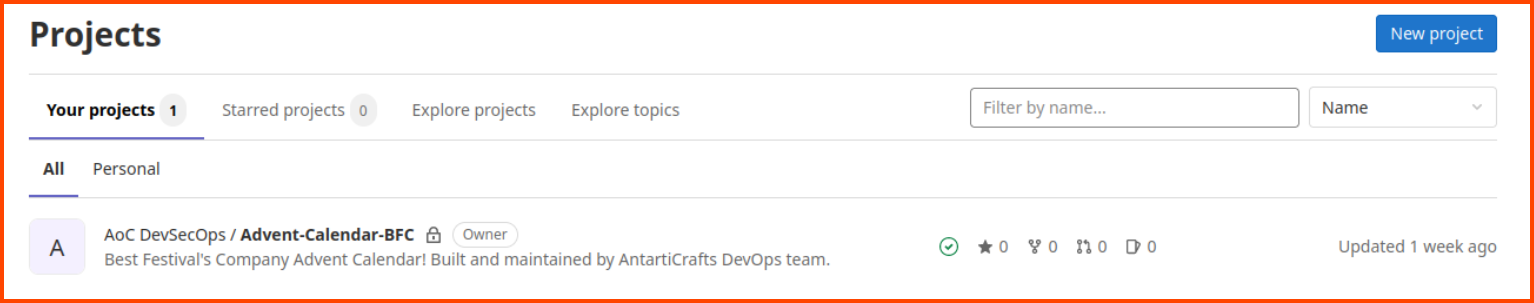 Projects
New project
Your projects 1 Starred projects 0 Explore projects Explore topics
Filter by name...
Name
All Personal
A
AoC DevSecOps / Advent-Calendar-BFC Owner
Best Festival's Company Advent Calendar! Built and maintained by AntartiCrafts DevOps team.
0 0 0 0
Updated 1 week ago